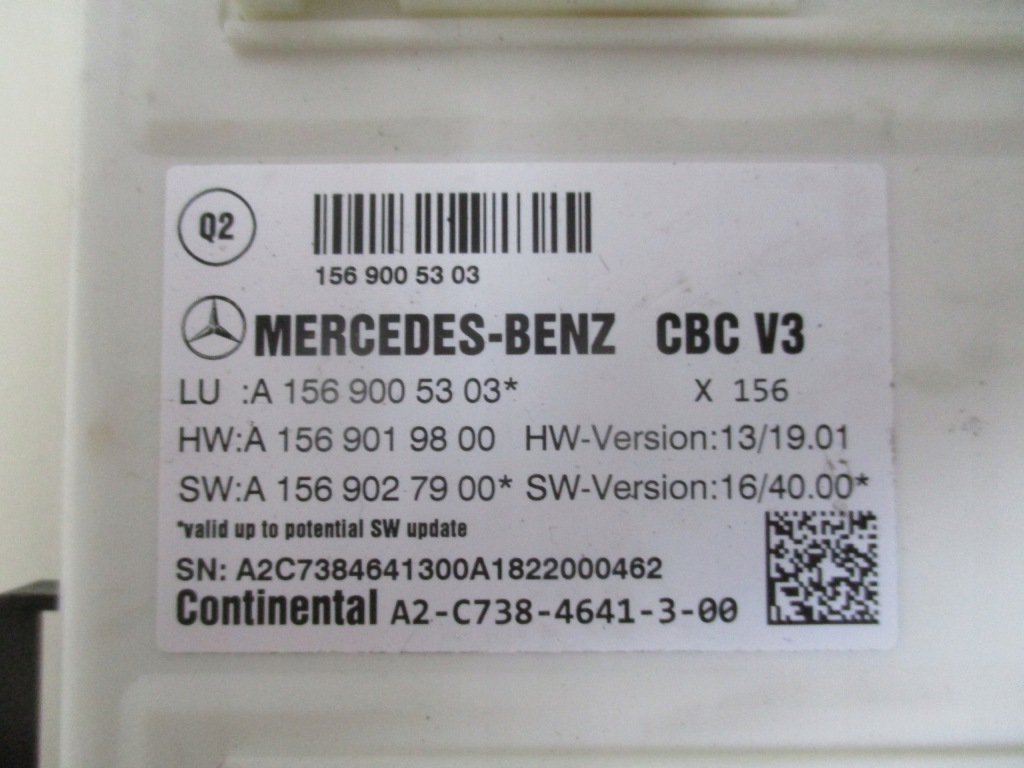 Q2
156 900 53 03
MERCEDES-BENZ CBC V3
LU :A 156 900 53 03* X 156
HW:A 156 901 98 00 HW-Version:13/19.01
SW:A 156 902 79 00* SW-Version:16/40.00*
*valid up to potential SW update
SN: A2C7384641300A1822000462
Continental A2-C738-4641-3-00